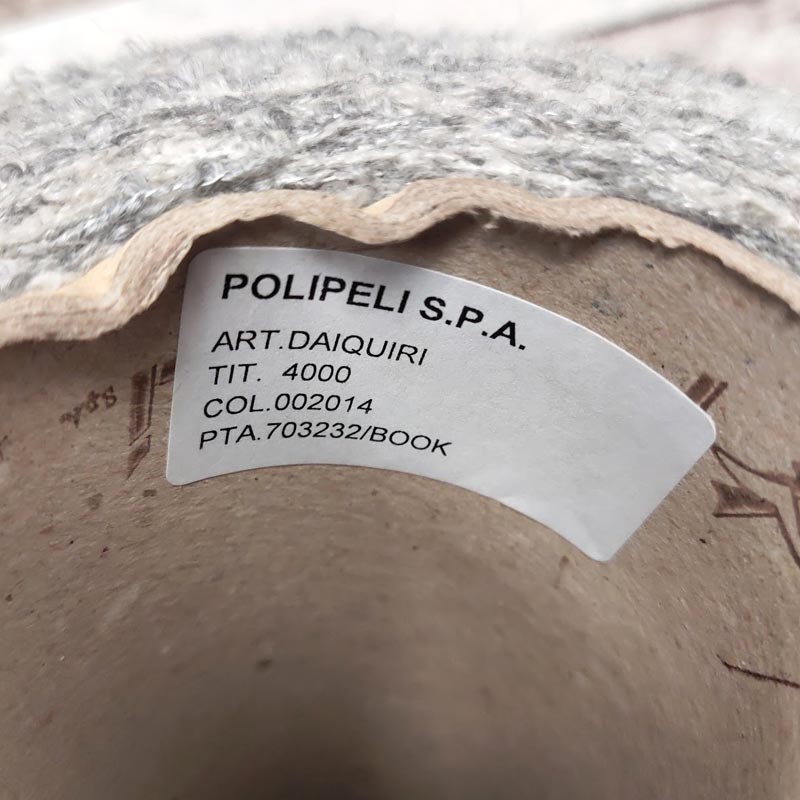 POLIPELI S.P.A.
ART.DAIQUIRI
TIT. 4000
COL.002014
PTA.703232/BOOK